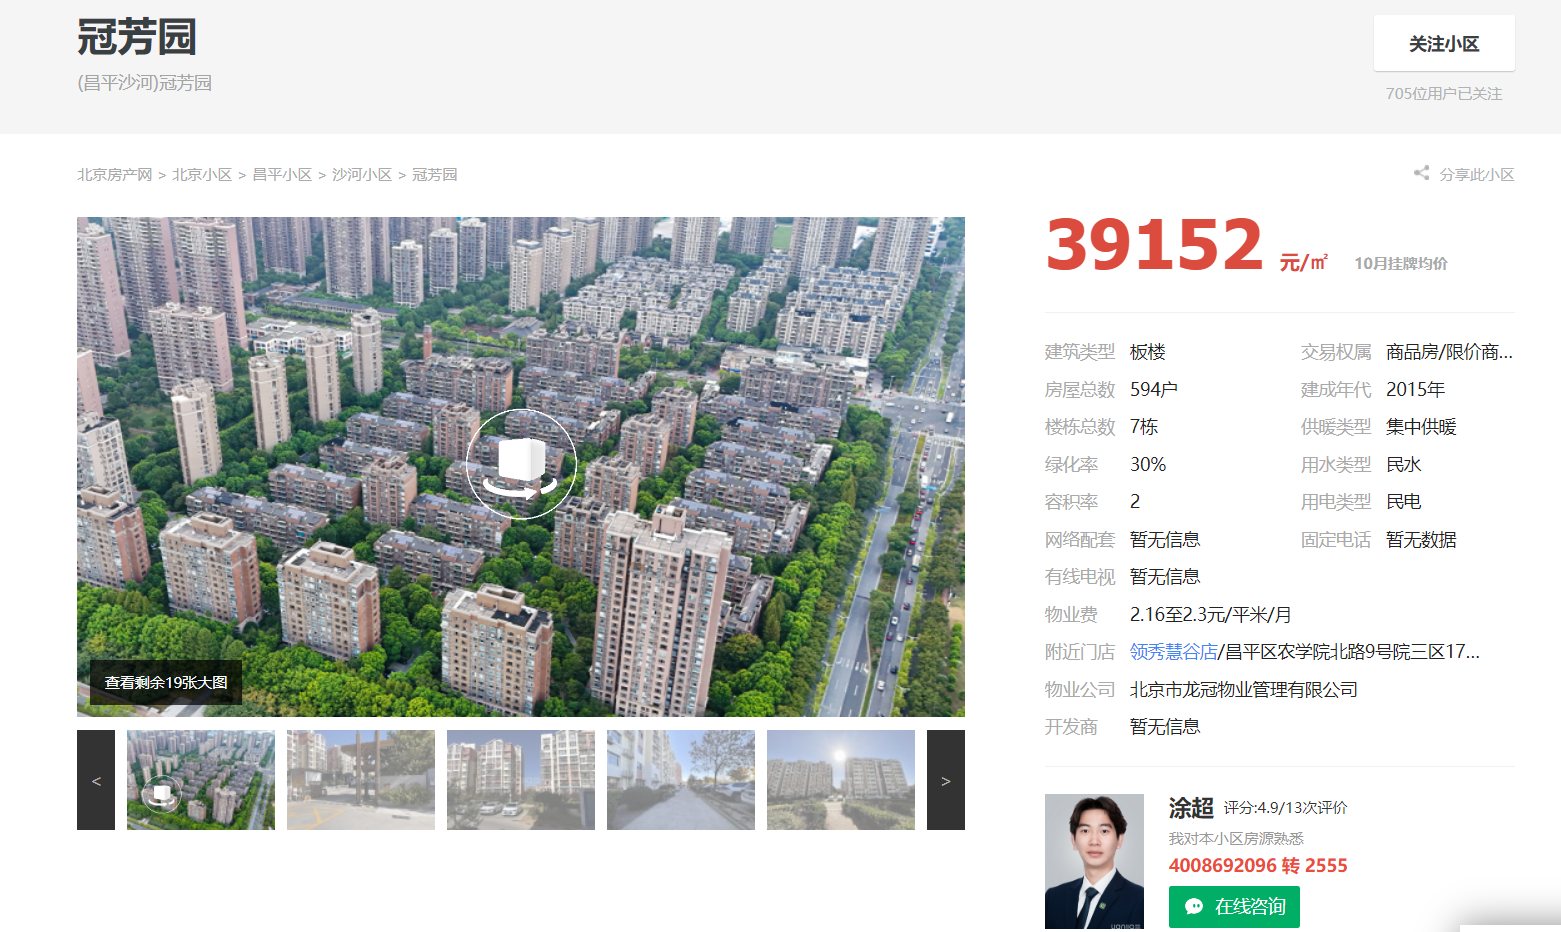 冠芳园
(昌平沙河)冠芳园
关注小区
705位用户已关注
北京房产网 > 北京小区 > 昌平小区 > 沙河小区 > 冠芳园
分享此小区
39152 元/㎡ 10月挂牌均价
建筑类型 板楼 交易权属 商品房/限价商...
房屋总数 594户 建成年代 2015年
楼栋总数 7栋 供暖类型 集中供暖
绿化率 30% 用水类型 民水
容积率 2 用电类型 民电
网络配套 暂无信息 固定电话 暂无数据
有线电视 暂无信息
物业费 2.16至2.3元/平米/月
附近门店 领秀慧谷店/昌平区农学院北路9号院三区17...
物业公司 北京市龙冠物业管理有限公司
开发商 暂无信息
查看剩余19张大图
< >
涂超 评分:4.9/13次评价
我对本小区房源熟悉
4008692096 转 2555
在线咨询